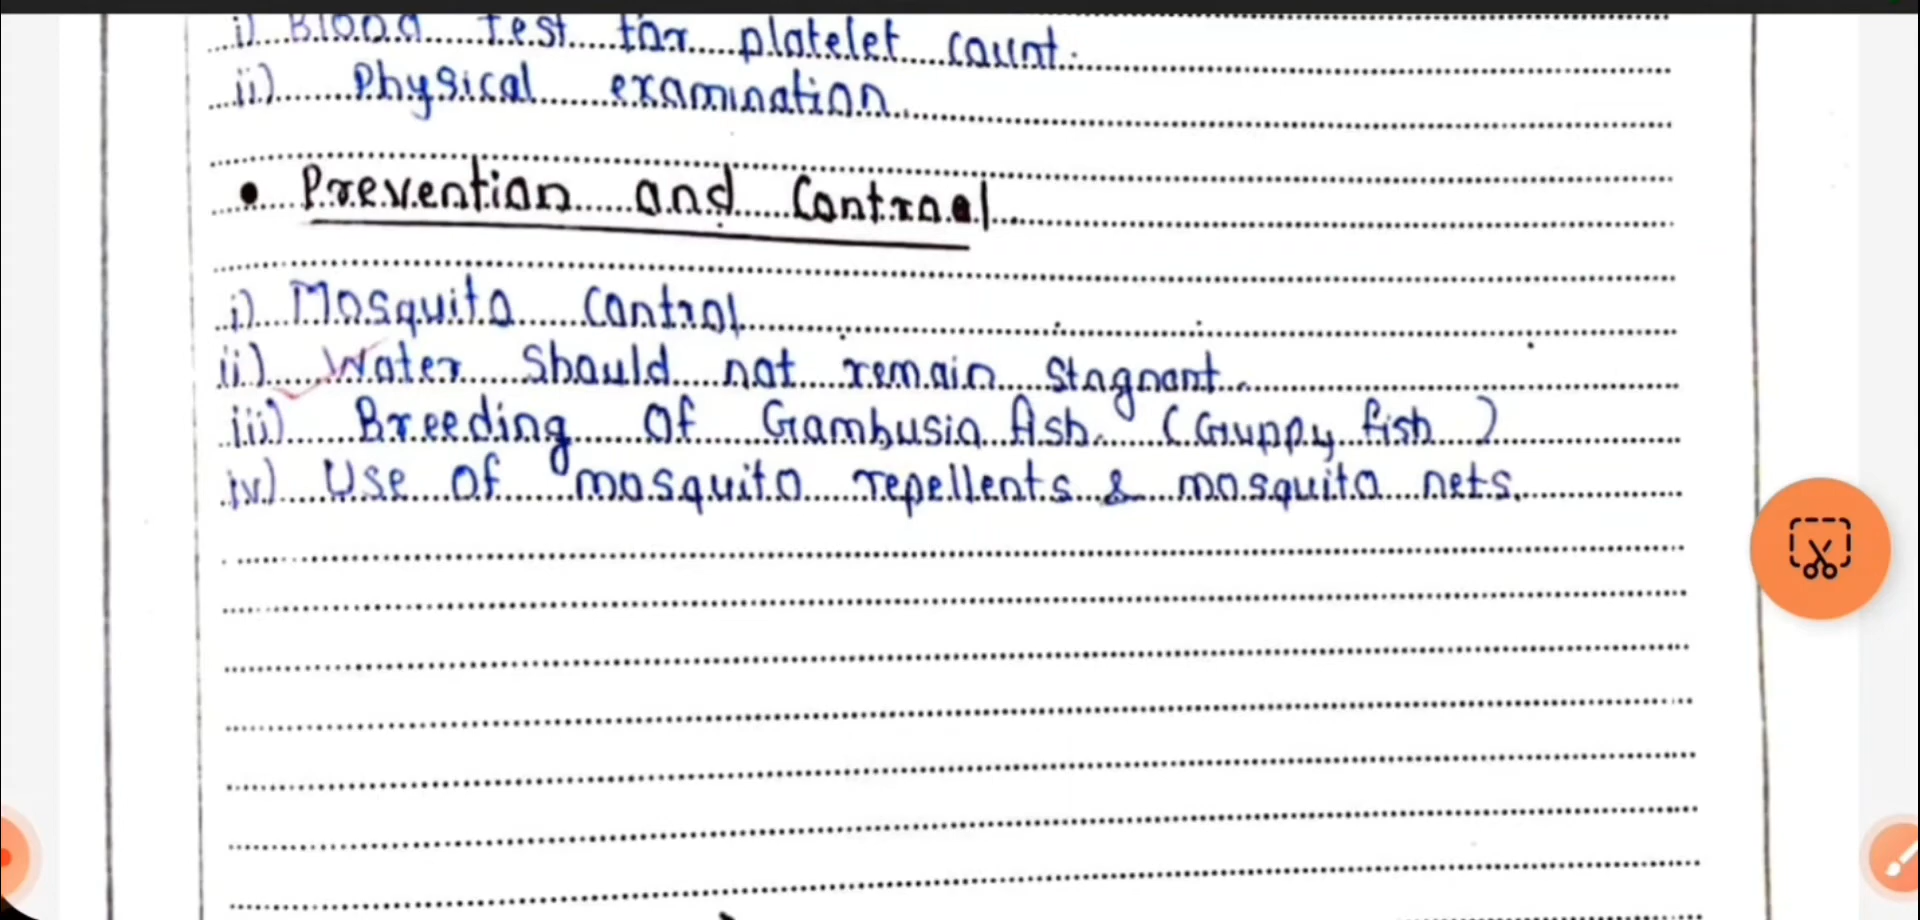 i) Blood Test for platelet count.
ii) Physical examination.
• Prevention and Control
i) Mosquito Control
ii) Water Should not remain Stagnant.
iii) Breeding of Gambusia fish. (Guppy fish)
iv) Use of mosquito repellents & mosquito nets.